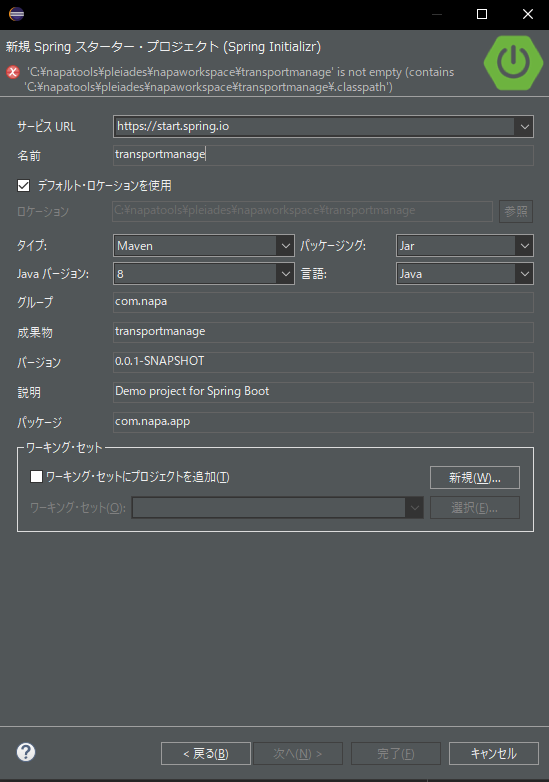 新規 Spring スターター・プロジェクト (Spring Initializr)
'C:¥napatools¥pleiades¥napaworkspace¥transportmanage' is not empty (contains
'C:¥napatools¥pleiades¥napaworkspace¥transportmanage¥.classpath')
サービス URL https://start.spring.io
名前 transportmanage
デフォルト・ロケーションを使用
ロケーション C:¥napatools¥pleiades¥napaworkspace¥transportmanage 参照
タイプ: Maven パッケージング: Jar
Java バージョン: 8 言語: Java
グループ com.napa
成果物 transportmanage
バージョン 0.0.1-SNAPSHOT
説明 Demo project for Spring Boot
パッケージ com.napa.app
ワーキング・セット
ワーキング・セットにプロジェクトを追加(T) 新規(W)...
ワーキング・セット(O): 選択(E)...
? < 戻る(B) 次へ(N) > 完了(F) キャンセル